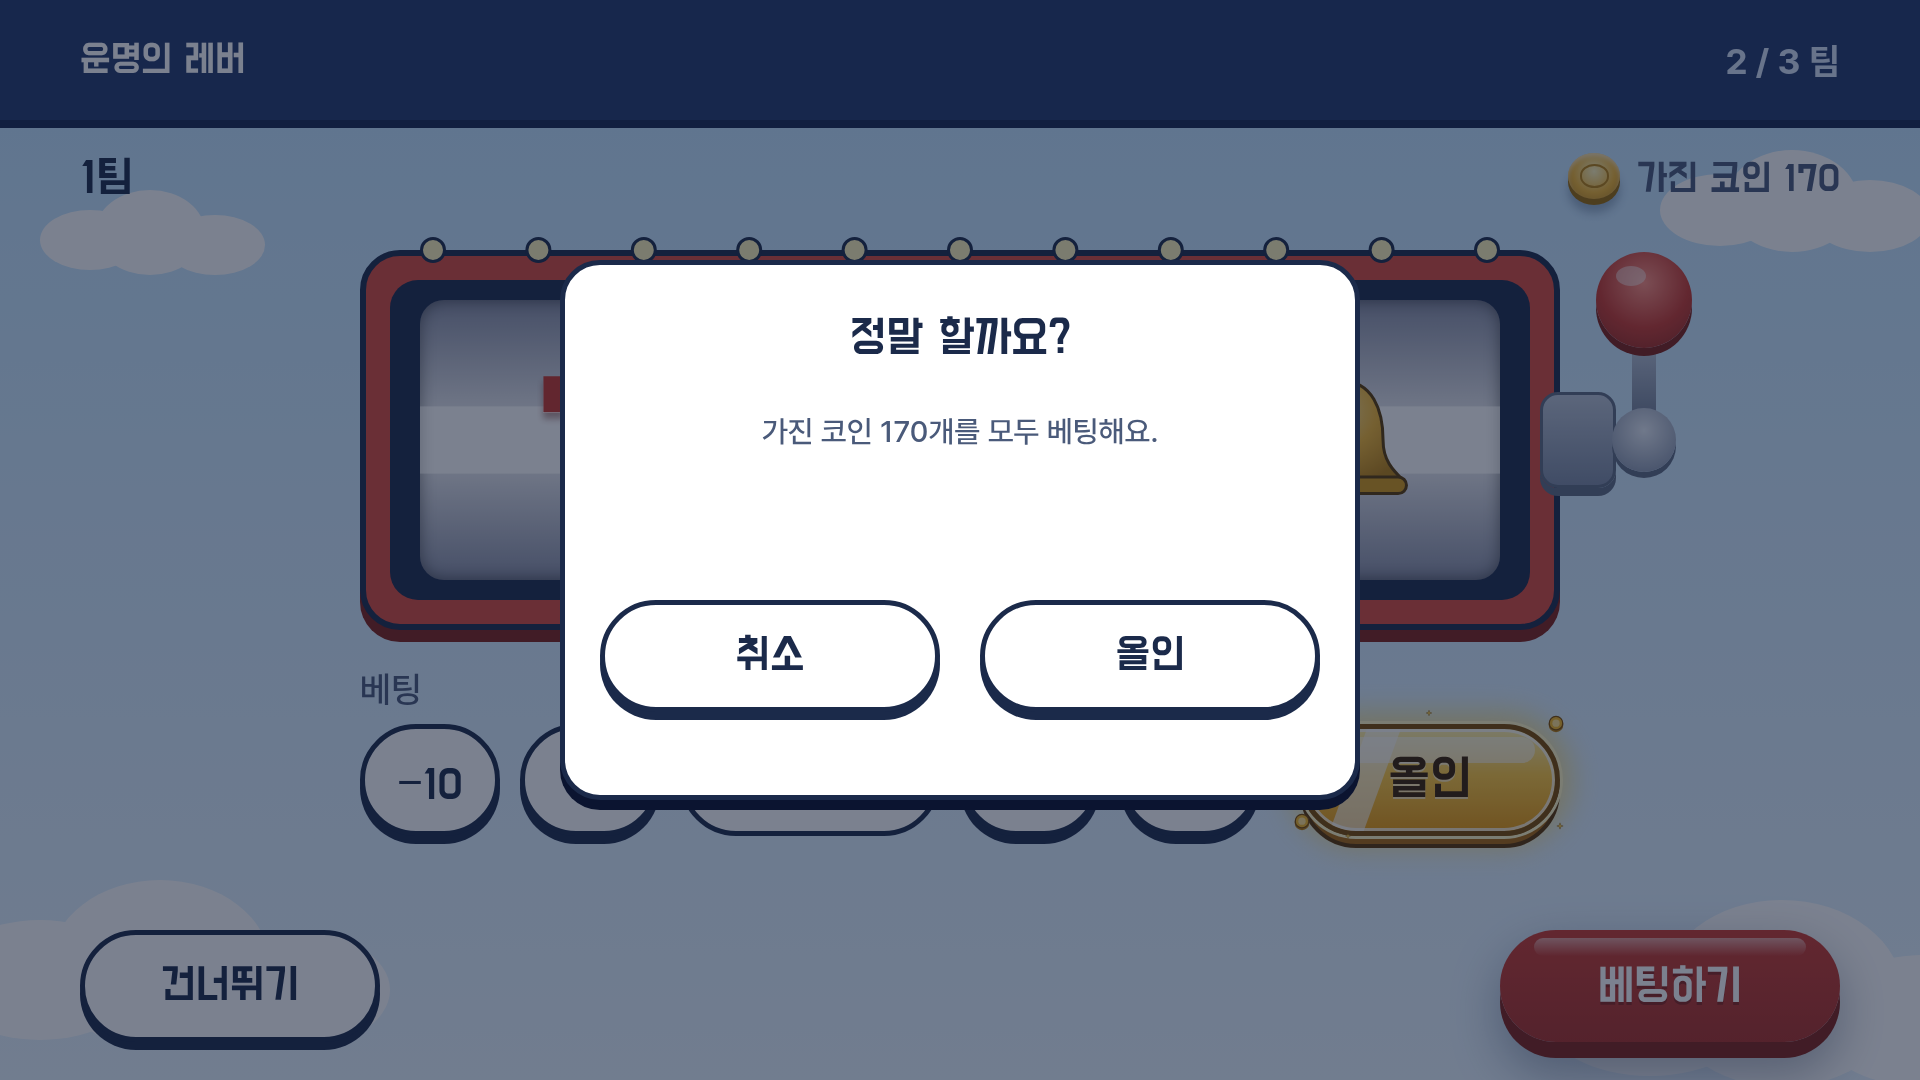 운명의 레버
2 / 3 팀
1팀
가진 코인 170
정말 할까요?
가진 코인 170개를 모두 베팅해요.
취소
올인
베팅
−10
올인
건너뛰기
베팅하기